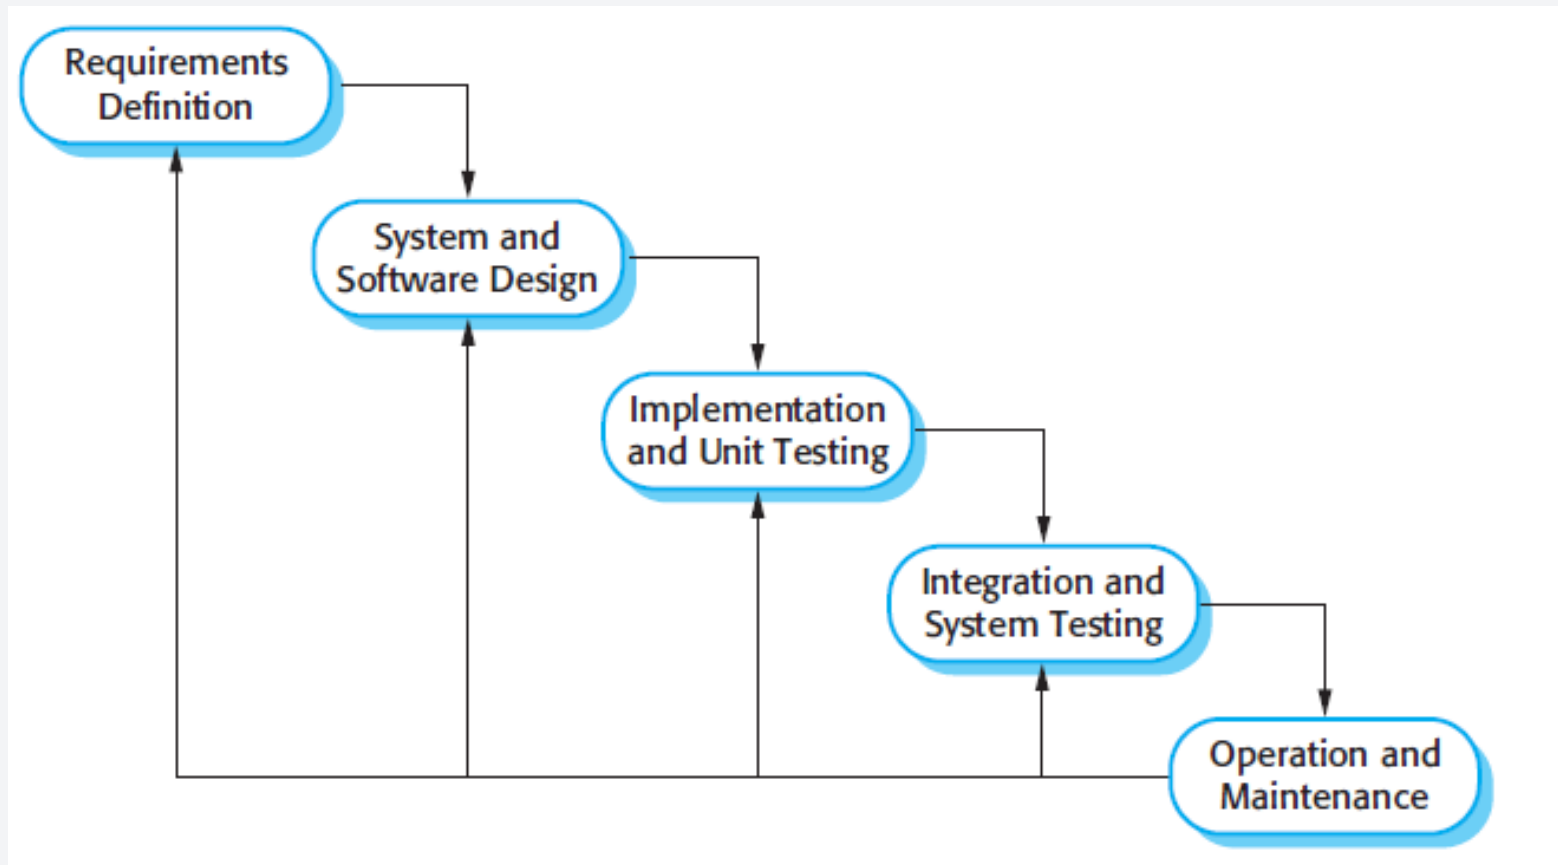 Requirements
Definition
System and
Software Design
Implementation
and Unit Testing
Integration and
System Testing
Operation and
Maintenance